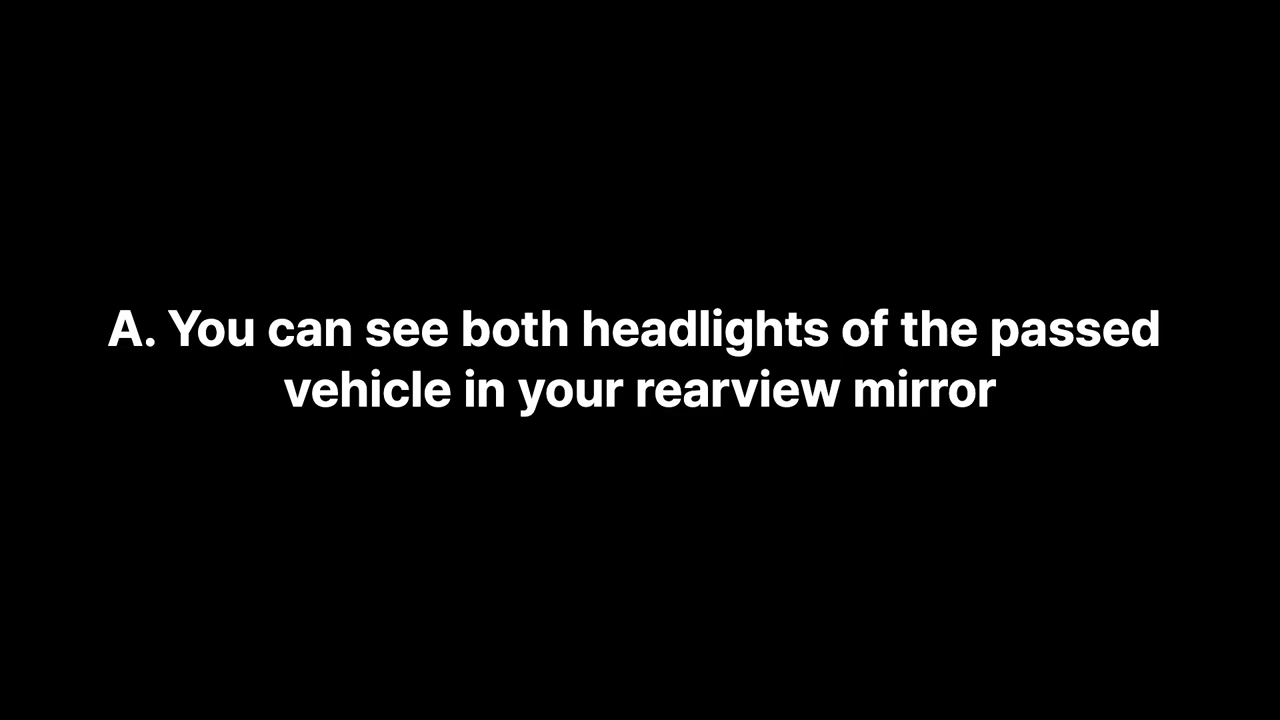 A. You can see both headlights of the passed
vehicle in your rearview mirror